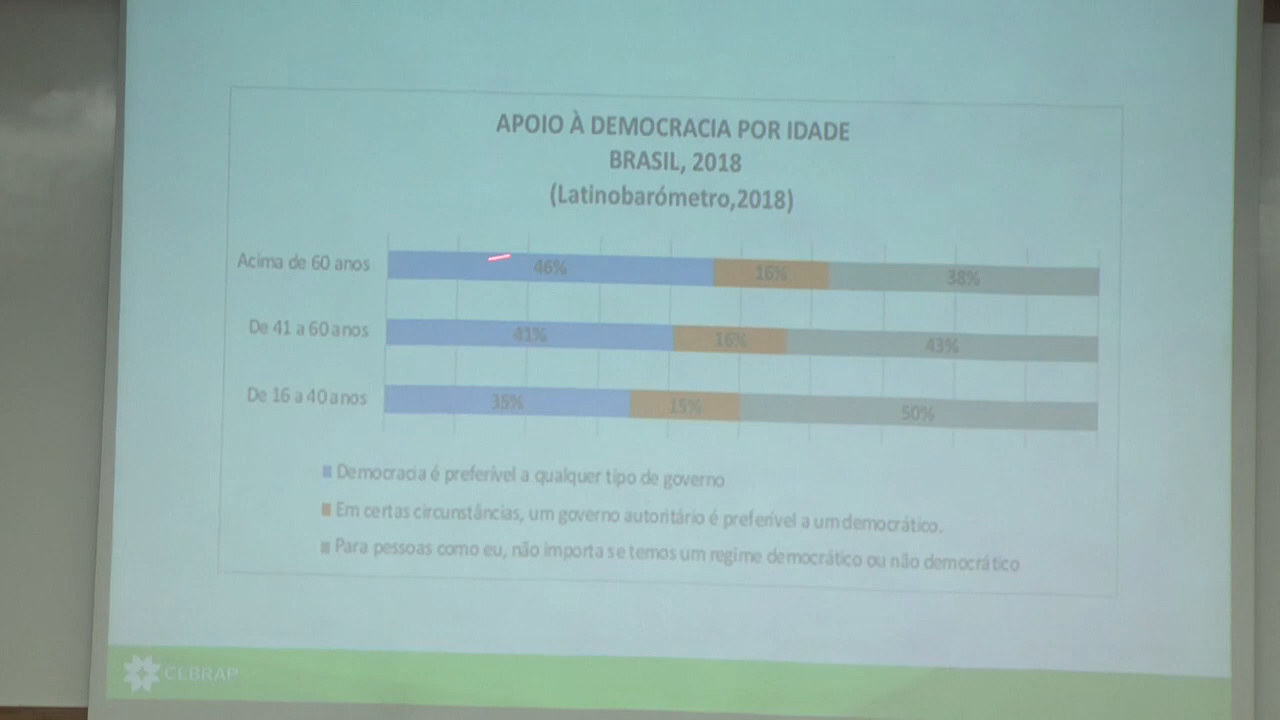 APOIO À DEMOCRACIA POR IDADE
BRASIL, 2018
(Latinobarómetro,2018)
Acima de 60 anos
46%
16%
38%
De 41 a 60 anos
41%
16%
43%
De 16 a 40 anos
35%
15%
50%
Democracia é preferível a qualquer tipo de governo
Em certas circunstâncias, um governo autoritário é preferível a um democrático.
Para pessoas como eu, não importa se temos um regime democrático ou não democrático
CEBRAP